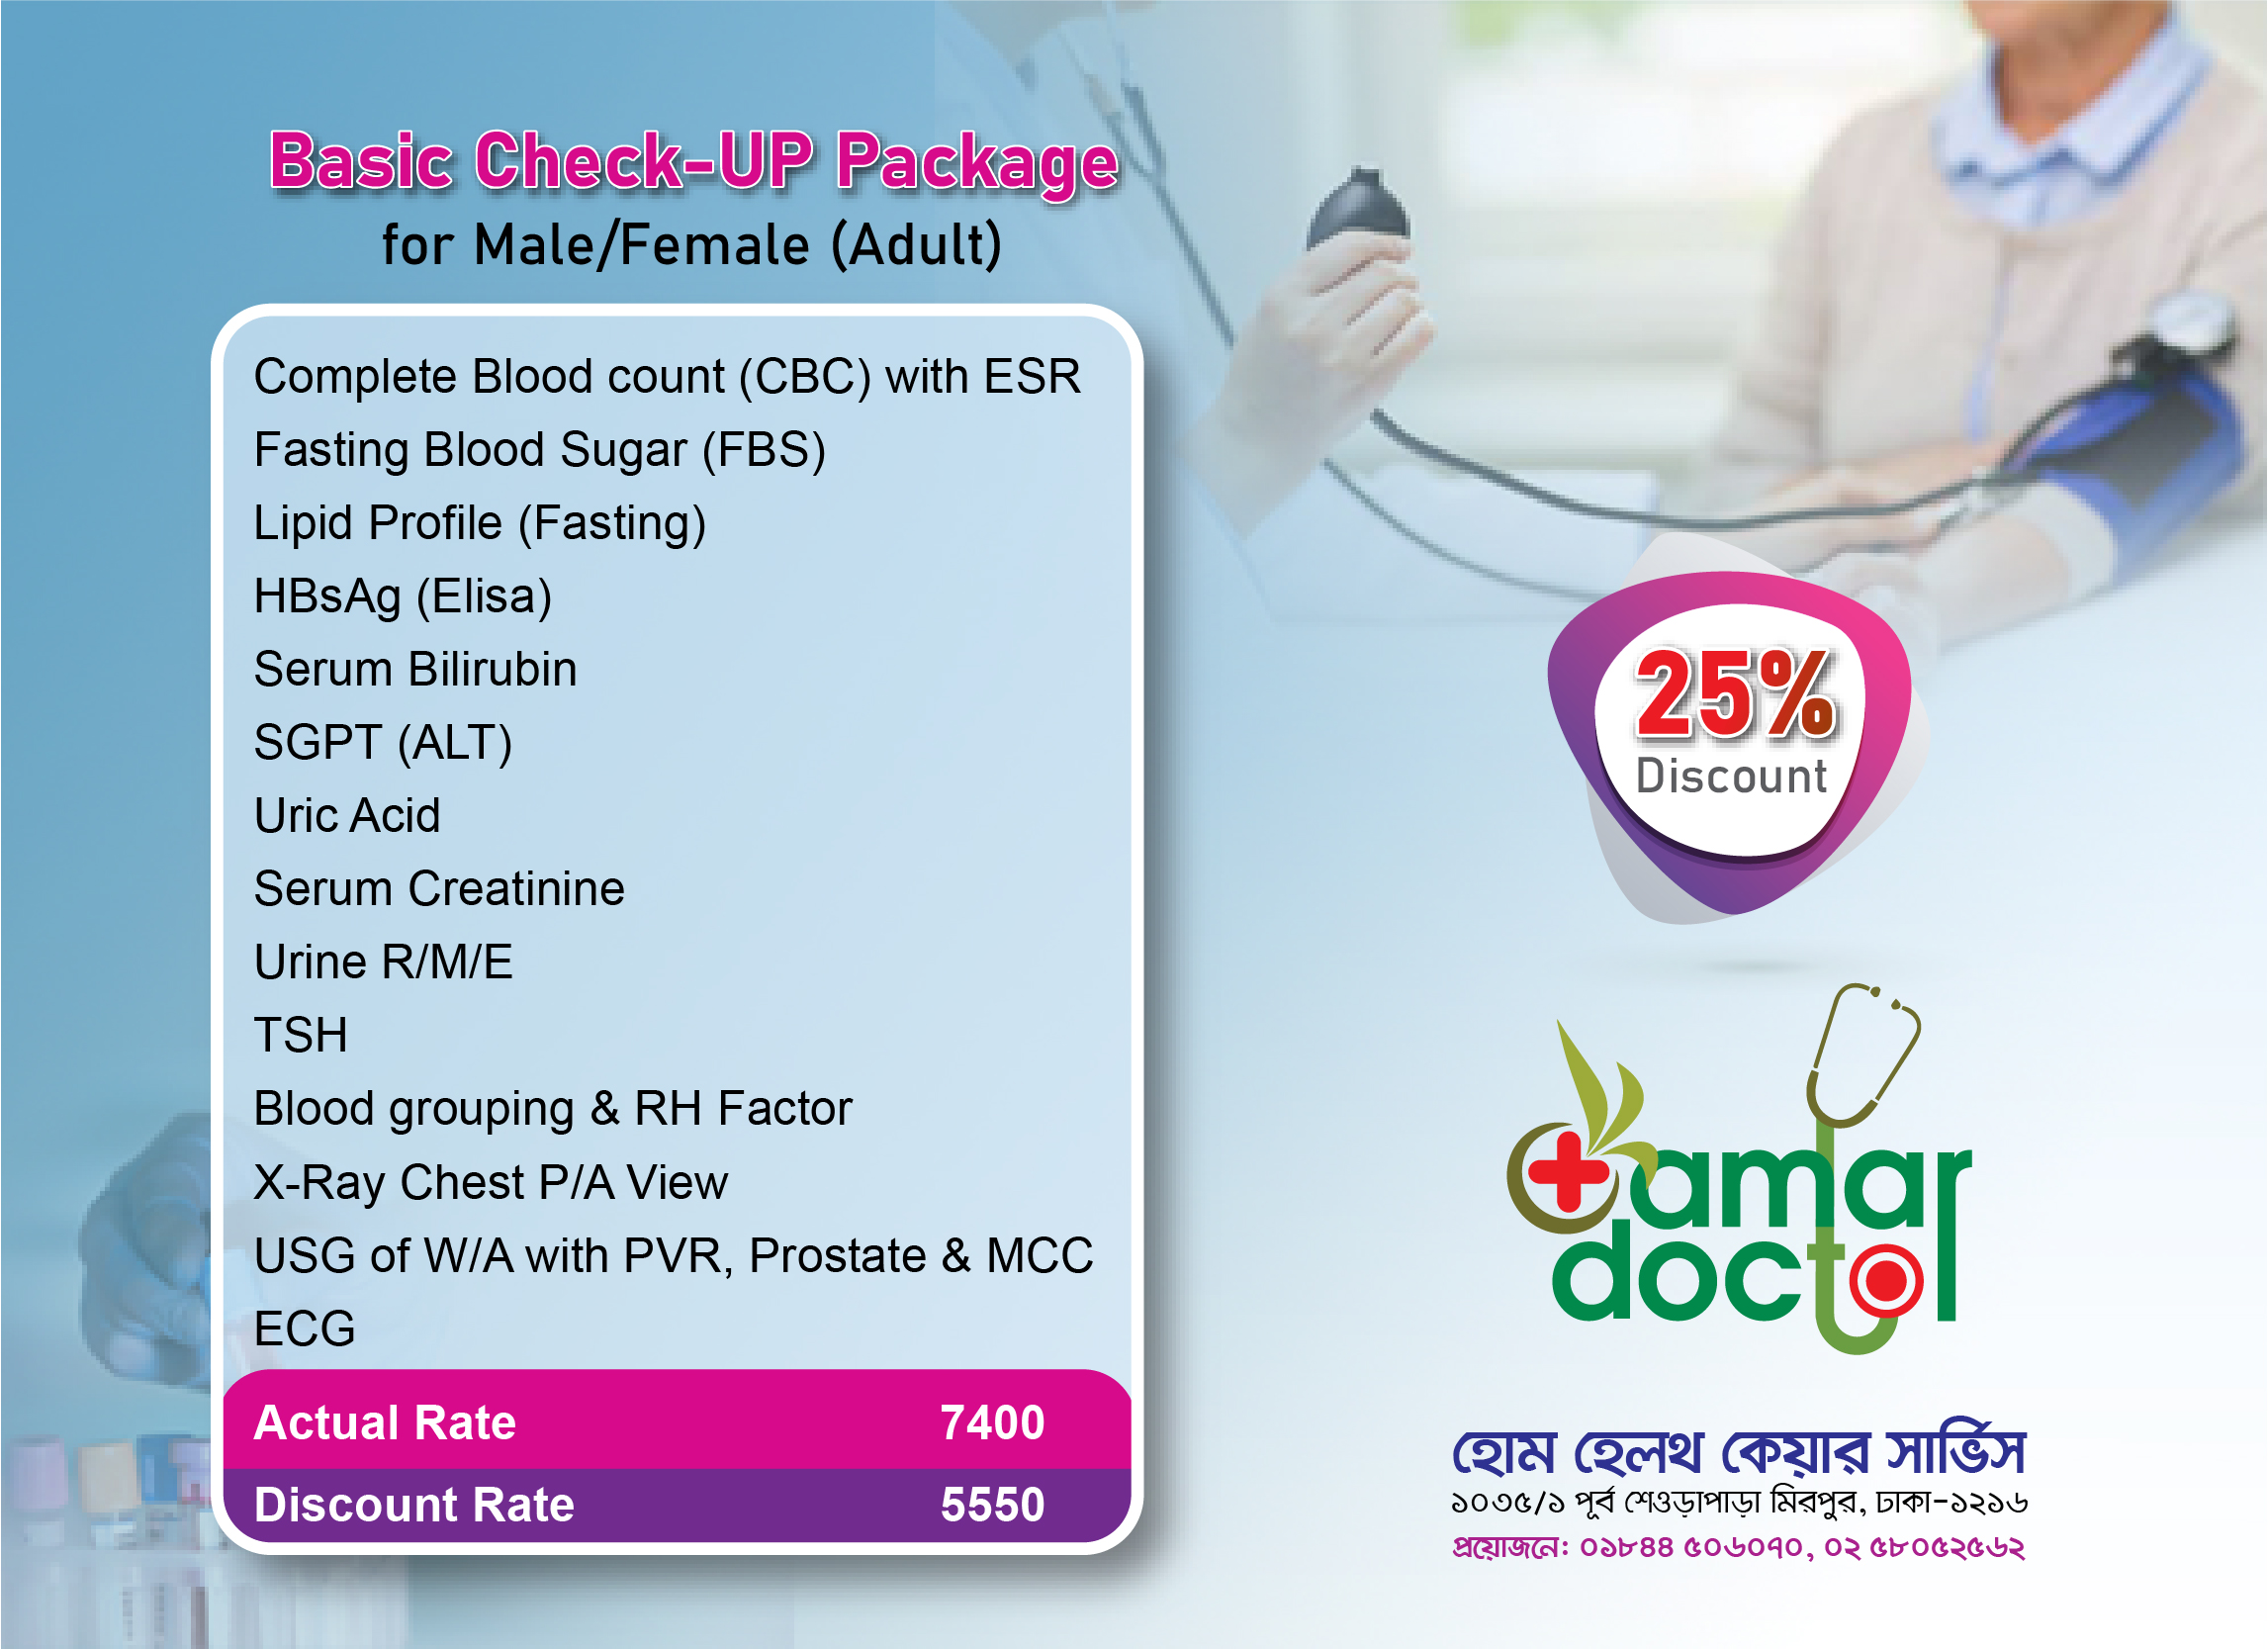 Basic Check-UP Package
for Male/Female (Adult)
Complete Blood count (CBC) with ESR
Fasting Blood Sugar (FBS)
Lipid Profile (Fasting)
HBsAg (Elisa)
Serum Bilirubin
SGPT (ALT)
Uric Acid
Serum Creatinine
Urine R/M/E
TSH
Blood grouping & RH Factor
X-Ray Chest P/A View
USG of W/A with PVR, Prostate & MCC
ECG
Actual Rate 7400
Discount Rate 5550
25%
Discount
amar
doctor
হোম হেলথ কেয়ার সার্ভিস
১০৩৫/১ পূর্ব শেওড়াপাড়া মিরপুর, ঢাকা-১২১৬
প্রয়োজনে: ০১৮৪৪ ৫০৬০৭০, ০২ ৫৮০৫২৫৬২